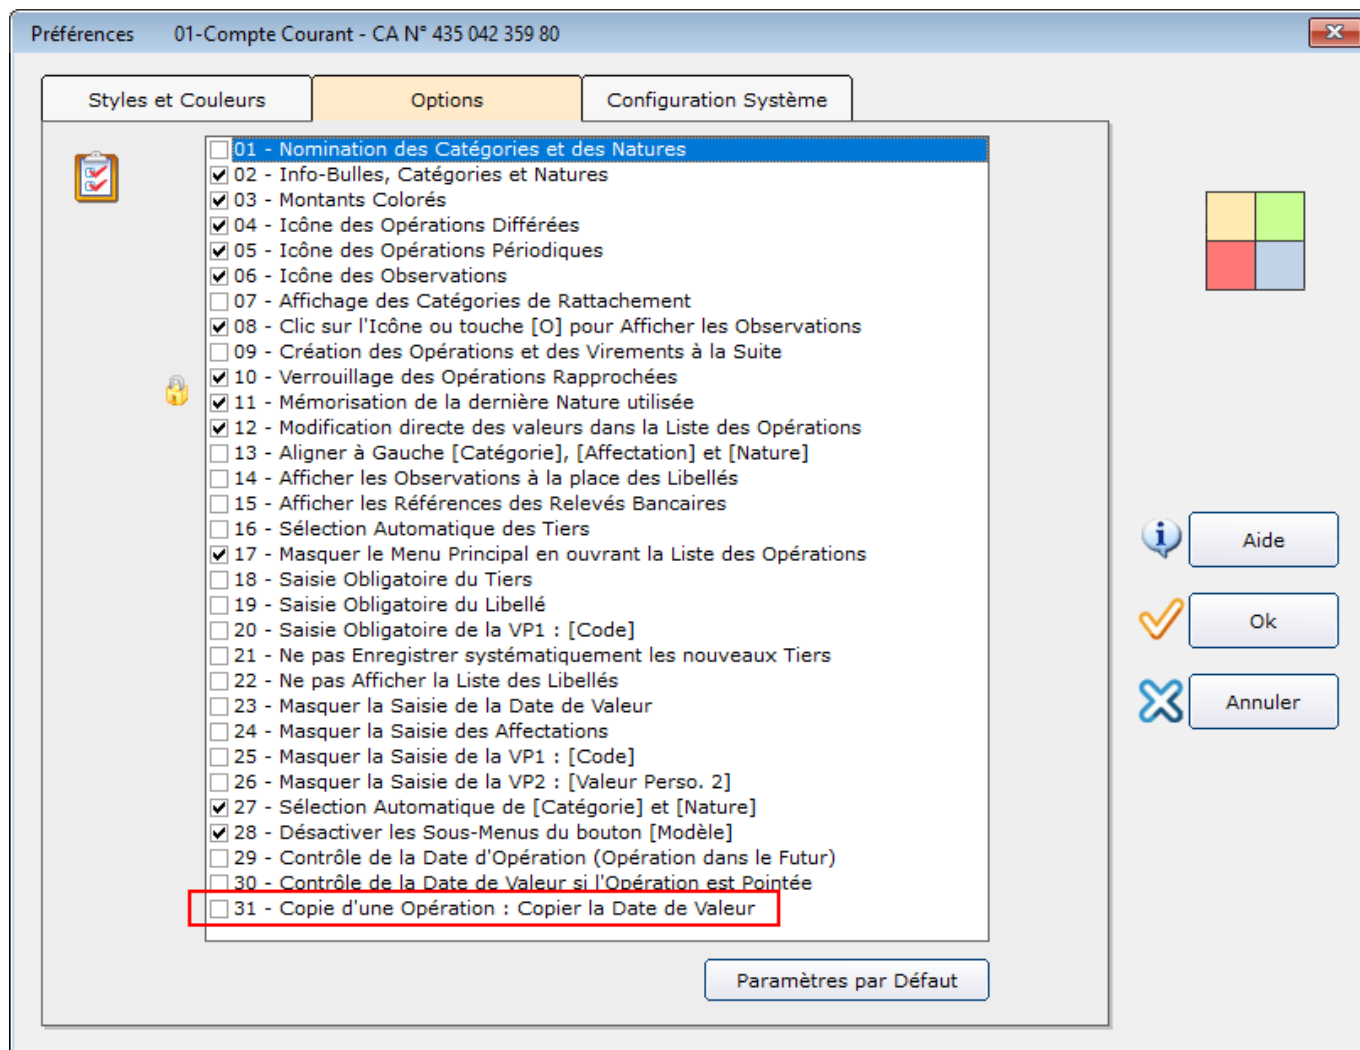 Préférences 01-Compte Courant - CA N° 435 042 359 80
Styles et Couleurs
Options
Configuration Système
01 - Nomination des Catégories et des Natures
02 - Info-Bulles, Catégories et Natures
03 - Montants Colorés
04 - Icône des Opérations Différées
05 - Icône des Opérations Périodiques
06 - Icône des Observations
07 - Affichage des Catégories de Rattachement
08 - Clic sur l'Icône ou touche [O] pour Afficher les Observations
09 - Création des Opérations et des Virements à la Suite
10 - Verrouillage des Opérations Rapprochées
11 - Mémorisation de la dernière Nature utilisée
12 - Modification directe des valeurs dans la Liste des Opérations
13 - Aligner à Gauche [Catégorie], [Affectation] et [Nature]
14 - Afficher les Observations à la place des Libellés
15 - Afficher les Références des Relevés Bancaires
16 - Sélection Automatique des Tiers
17 - Masquer le Menu Principal en ouvrant la Liste des Opérations
18 - Saisie Obligatoire du Tiers
19 - Saisie Obligatoire du Libellé
20 - Saisie Obligatoire de la VP1 : [Code]
21 - Ne pas Enregistrer systématiquement les nouveaux Tiers
22 - Ne pas Afficher la Liste des Libellés
23 - Masquer la Saisie de la Date de Valeur
24 - Masquer la Saisie des Affectations
25 - Masquer la Saisie de la VP1 : [Code]
26 - Masquer la Saisie de la VP2 : [Valeur Perso. 2]
27 - Sélection Automatique de [Catégorie] et [Nature]
28 - Désactiver les Sous-Menus du bouton [Modèle]
29 - Contrôle de la Date d'Opération (Opération dans le Futur)
30 - Contrôle de la Date de Valeur si l'Opération est Pointée
31 - Copie d'une Opération : Copier la Date de Valeur
Aide
Ok
Annuler
Paramètres par Défaut